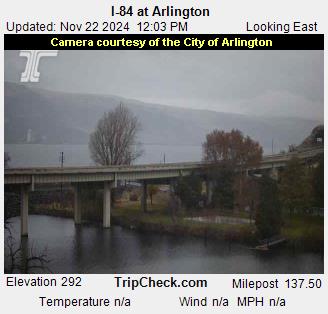 I-84 at Arlington
Updated: Nov 22 2024 12:03 PM Looking East
Camera courtesy of the City of Arlington
Elevation 292 TripCheck.com Milepost 137.50
Temperature n/a Wind n/a MPH n/a